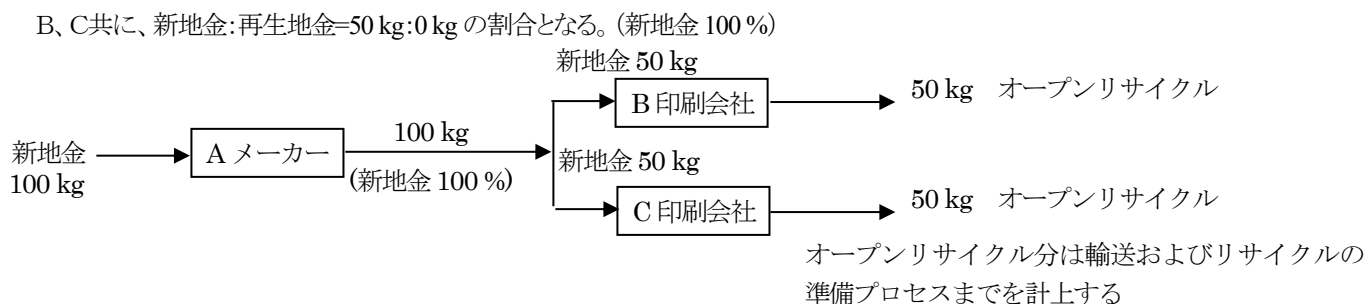 B、C共に、新地金:再生地金=50 kg:0 kg の割合となる。(新地金 100 %)
新地金 50 kg
B 印刷会社
50 kg オープンリサイクル
新地金
100 kg
A メーカー
100 kg
(新地金 100 %)
新地金 50 kg
C 印刷会社
50 kg オープンリサイクル
オープンリサイクル分は輸送およびリサイクルの
準備プロセスまでを計上する